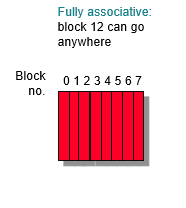 Fully associative:
block 12 can go
anywhere
Block
no.
0 1 2 3 4 5 6 7